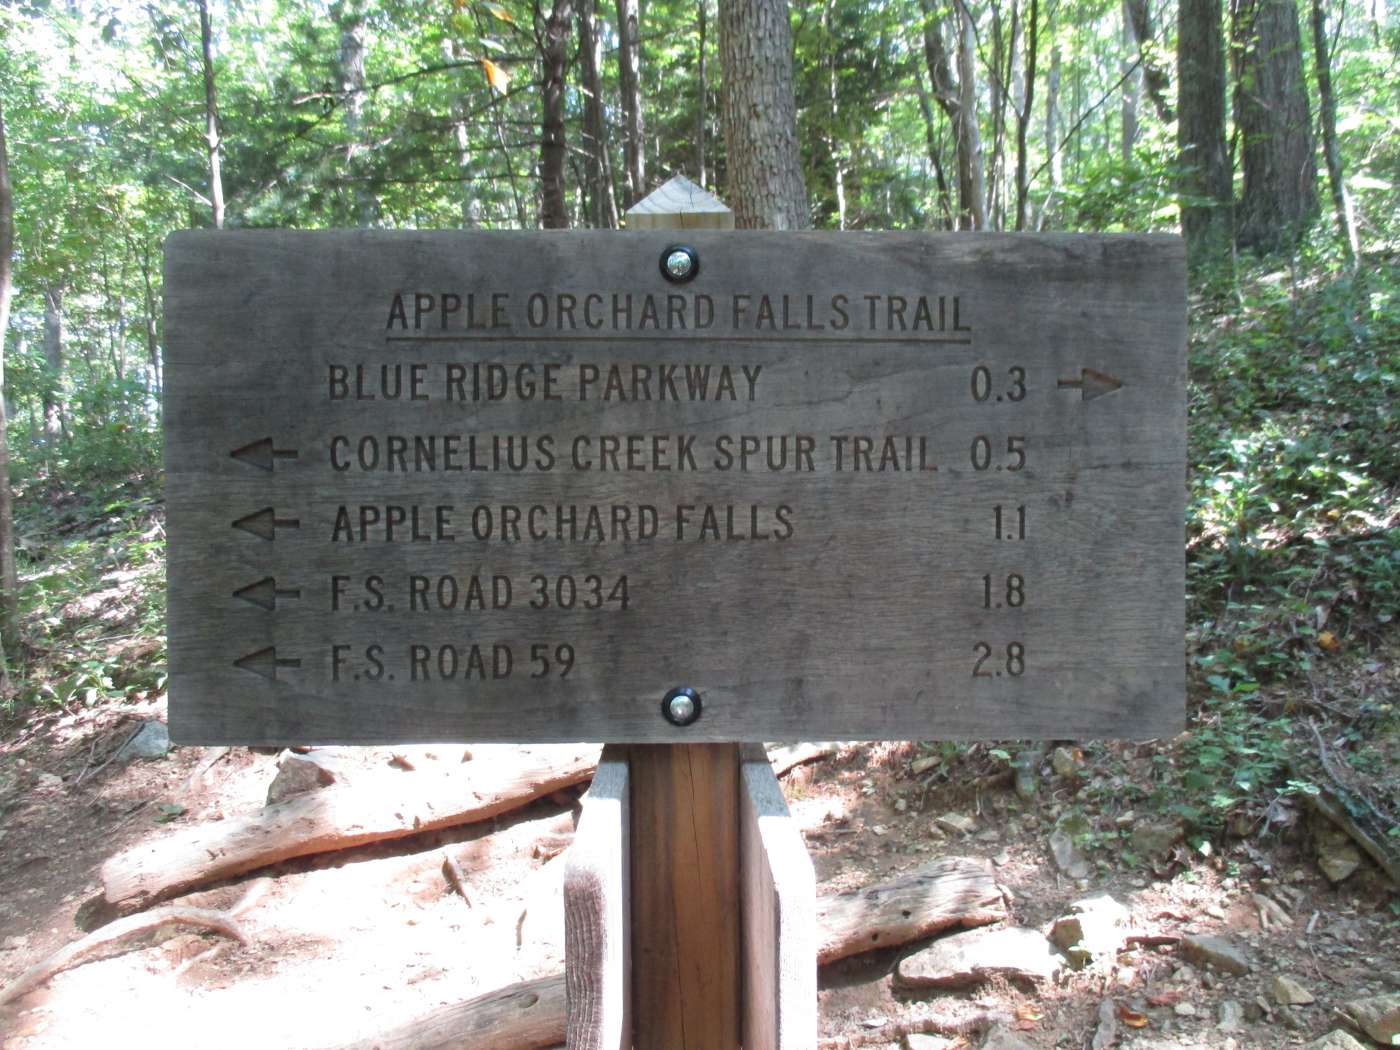 APPLE ORCHARD FALLS TRAIL
BLUE RIDGE PARKWAY 0.3
CORNELIUS CREEK SPUR TRAIL 0.5
APPLE ORCHARD FALLS 1.1
F.S. ROAD 3034 1.8
F.S. ROAD 59 2.8